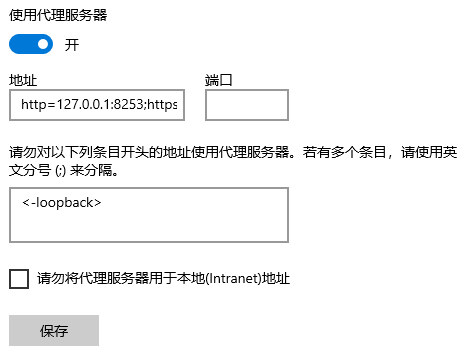 使用代理服务器
开
地址 端口
http=127.0.0.1:8253;https
请勿对以下列条目开头的地址使用代理服务器。若有多个条目，请使用英
文分号 (;) 来分隔。
<-loopback>
请勿将代理服务器用于本地(Intranet)地址
保存